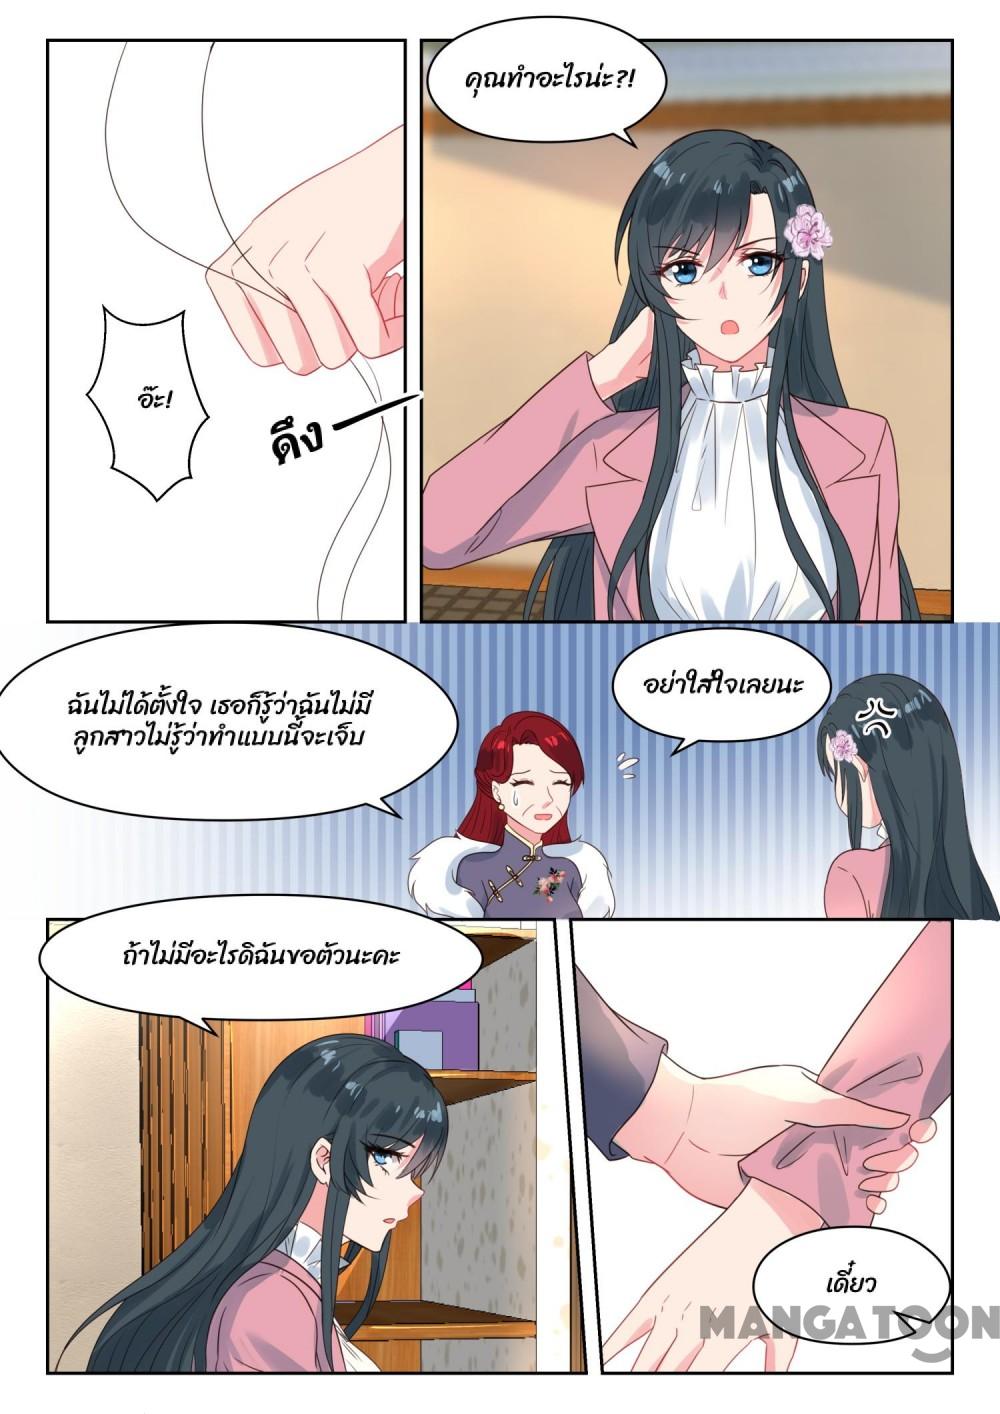 คุณทำอะไรน่ะ?!
อ๊ะ!
ดึง
ฉันไม่ได้ตั้งใจ เธอก็รู้ว่าฉันไม่มี
ลูกสาวไม่รู้ว่าทำแบบนี้จะเจ็บ
อย่าใส่ใจเลยนะ
ถ้าไม่มีอะไรดิฉันขอตัวนะคะ
เดี๋ยว
MANGATOON